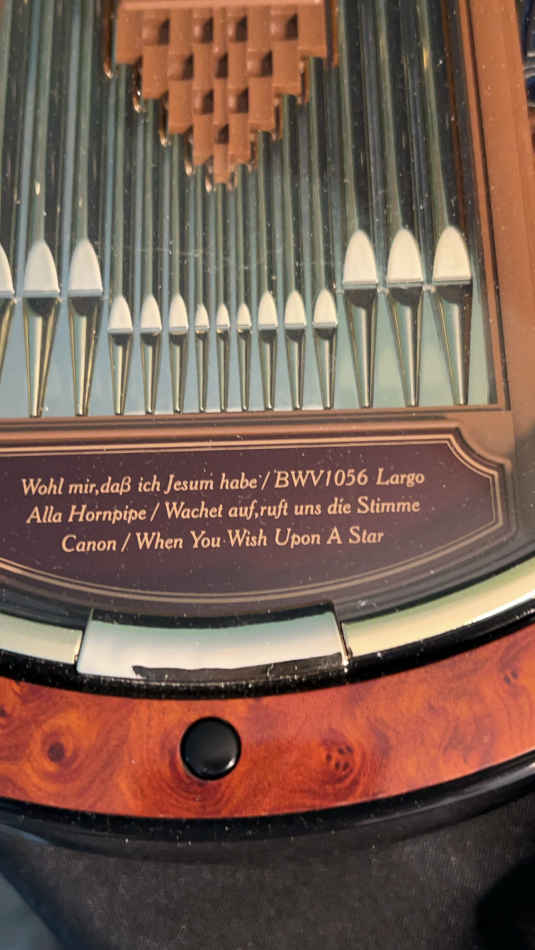 Wohl mir,daß ich Jesum habe / BWV1056 Largo
Alla Hornpipe / Wachet auf,ruft uns die Stimme
Canon / When You Wish Upon A Star